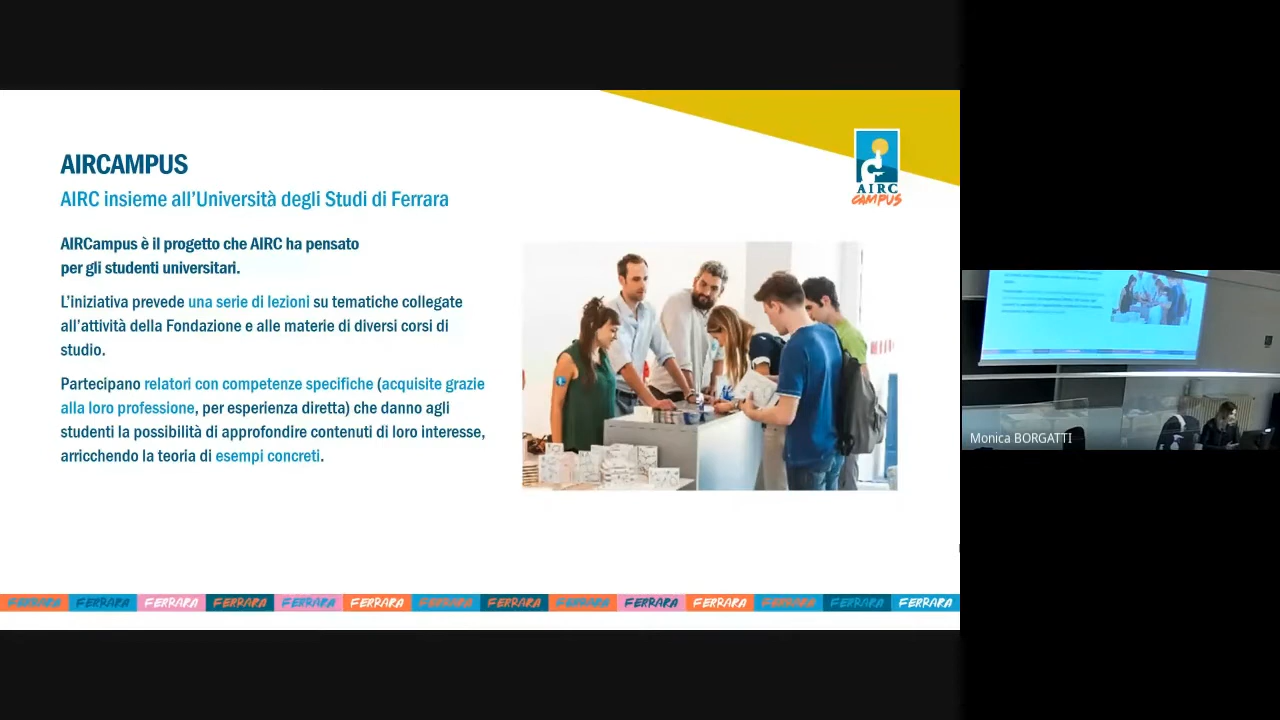 AIRCAMPUS
AIRC insieme all'Università degli Studi di Ferrara
AIRCampus è il progetto che AIRC ha pensato
per gli studenti universitari.
L'iniziativa prevede una serie di lezioni su tematiche collegate
all'attività della Fondazione e alle materie di diversi corsi di
studio.
Partecipano relatori con competenze specifiche (acquisite grazie
alla loro professione, per esperienza diretta) che danno agli
studenti la possibilità di approfondire contenuti di loro interesse,
arricchendo la teoria di esempi concreti.
AIRC
CAMPUS
Monica BORGATTI
FERRARA FERRARA FERRARA FERRARA FERRARA FERRARA FERRARA FERRARA FERRARA FERRARA FERRARA FERRARA FERRARA FERRARA